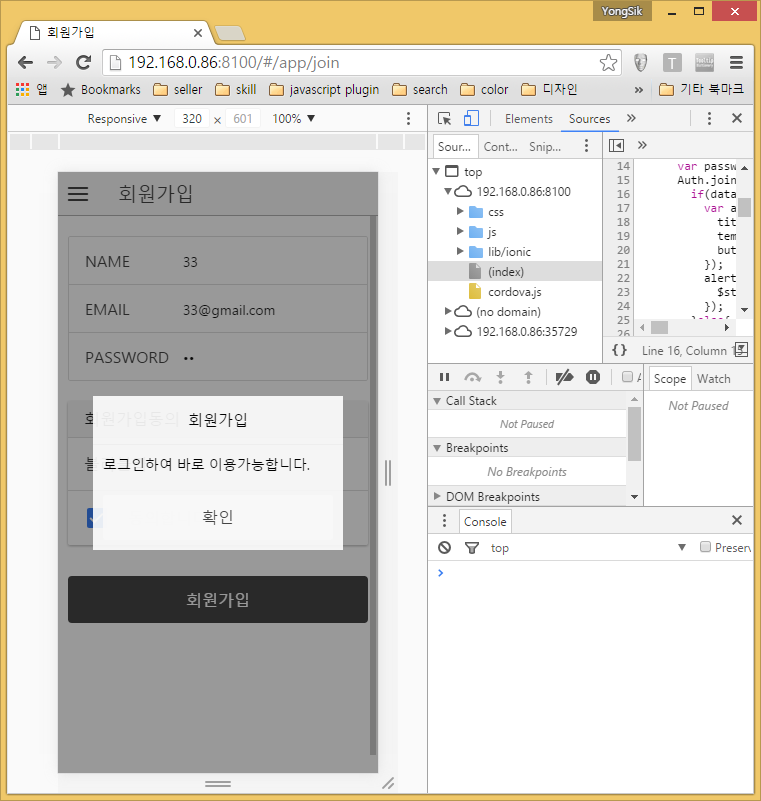 YongSik
회원가입
192.168.0.86:8100/#/app/join
앱 Bookmarks seller skill javascript plugin search color 디자인 » 기타 북마크
Responsive ▼ 320 × 601 100% ▼
Elements Sources »
Sour... Cont... Snip... »
top
192.168.0.86:8100
css
js
lib/ionic
(index)
cordova.js
(no domain)
192.168.0.86:35729
14 var passw
15 Auth.join
16 if(data
17 var a
18 tit
19 tem
20 but
21 });
22 alert
23 $st
24 });
25
26
{} Line 16, Column
회원가입
NAME 33
EMAIL 33@gmail.com
PASSWORD ••
회원가입동의
회원가입
로그인하여 바로 이용가능합니다.
확인
회원가입
Call Stack
Not Paused
Breakpoints
No Breakpoints
DOM Breakpoints
Scope Watch
Not Paused
Console
top ▼ Preserv